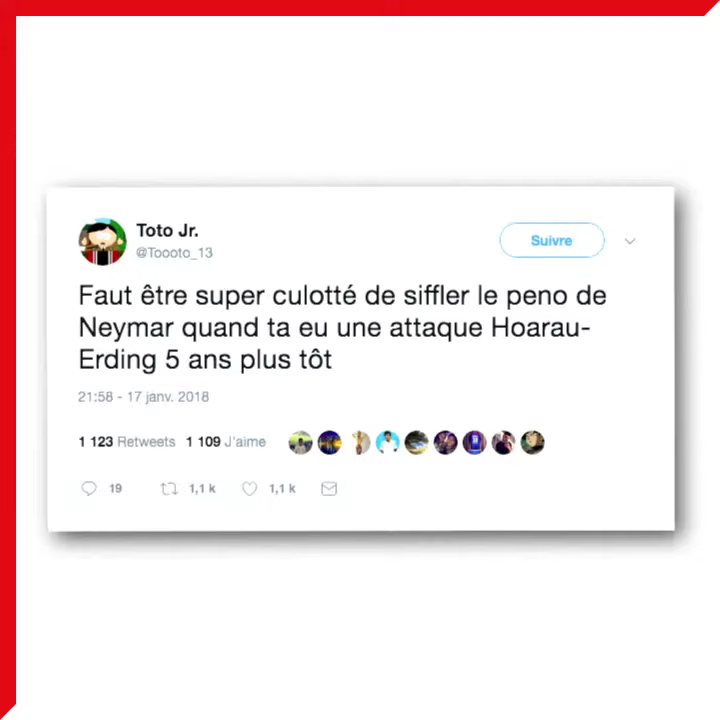 Toto Jr.
@Toooto_13
Suivre
Faut être super culotté de siffler le peno de
Neymar quand ta eu une attaque Hoarau-
Erding 5 ans plus tôt
21:58 - 17 janv. 2018
1 123 Retweets 1 109 J'aime
19 1,1 k 1,1 k